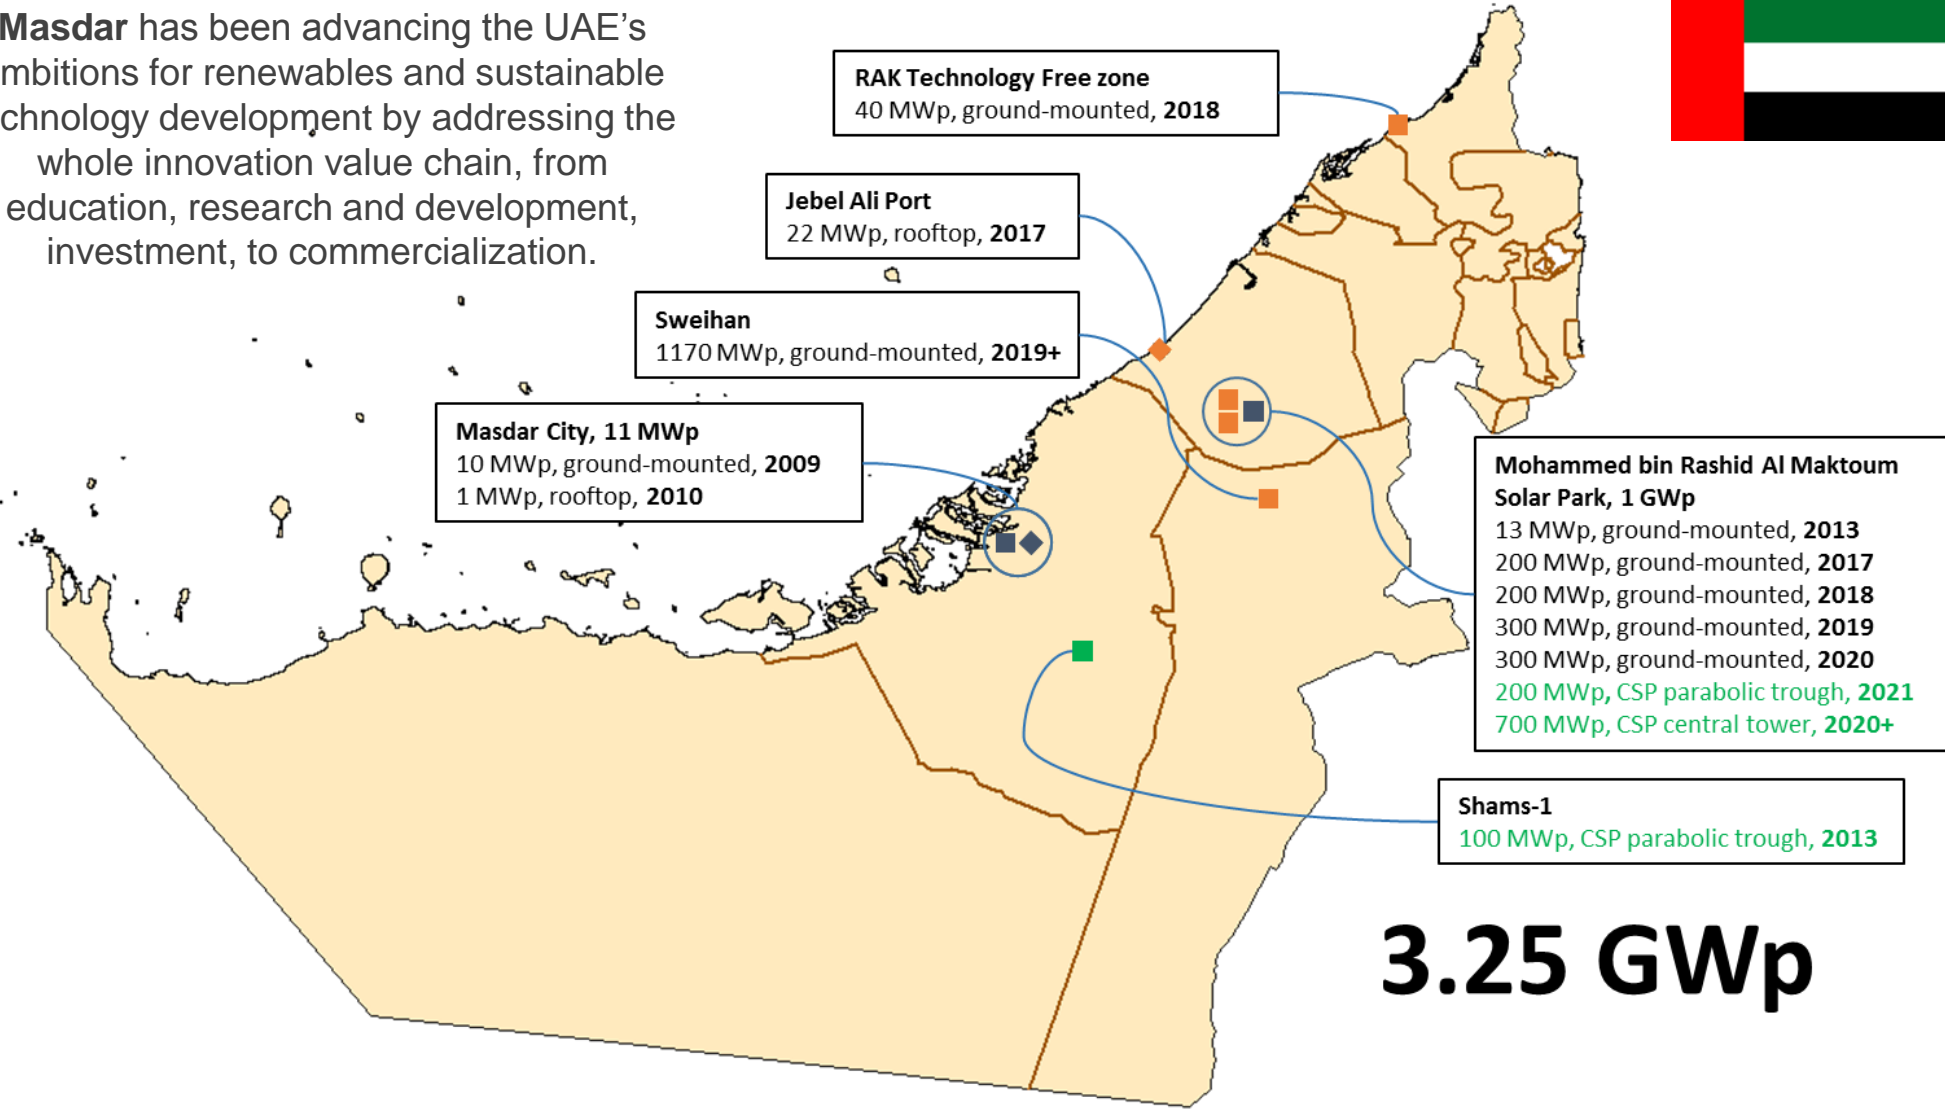 Masdar has been advancing the UAE's
mbitions for renewables and sustainable
chnology development by addressing the
whole innovation value chain, from
education, research and development,
investment, to commercialization.
RAK Technology Free zone
40 MWp, ground-mounted, 2018
Jebel Ali Port
22 MWp, rooftop, 2017
Sweihan
1170 MWp, ground-mounted, 2019+
Masdar City, 11 MWp
10 MWp, ground-mounted, 2009
1 MWp, rooftop, 2010
Mohammed bin Rashid Al Maktoum
Solar Park, 1 GWp
13 MWp, ground-mounted, 2013
200 MWp, ground-mounted, 2017
200 MWp, ground-mounted, 2018
300 MWp, ground-mounted, 2019
300 MWp, ground-mounted, 2020
200 MWp, CSP parabolic trough, 2021
700 MWp, CSP central tower, 2020+
Shams-1
100 MWp, CSP parabolic trough, 2013
3.25 GWp